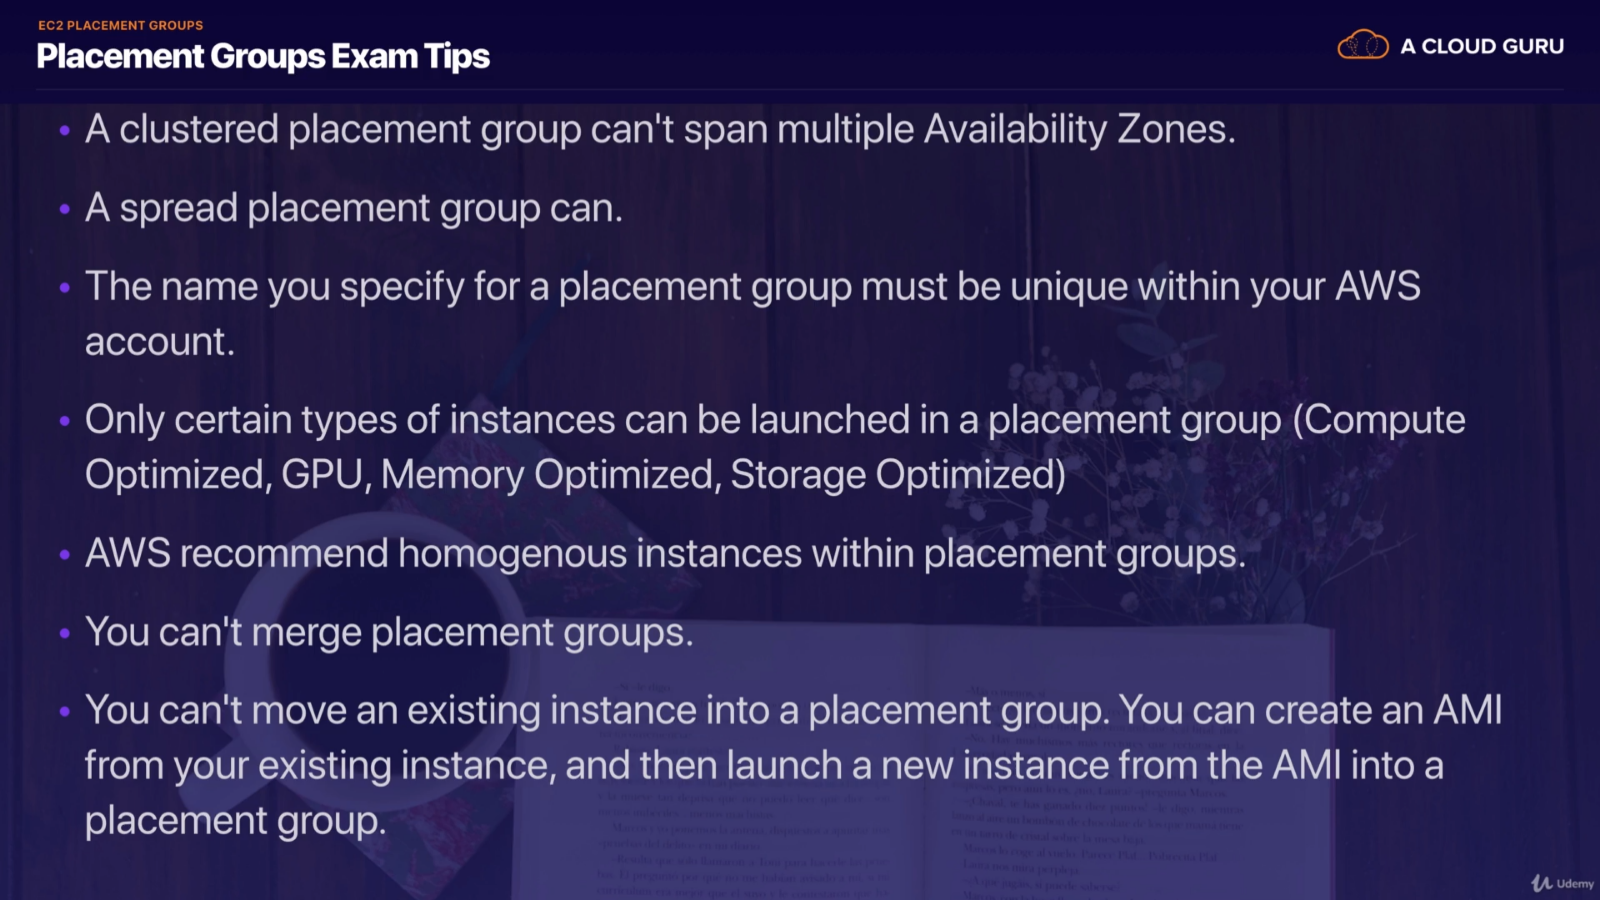 EC2 PLACEMENT GROUPS
Placement Groups Exam Tips
A CLOUD GURU
• A clustered placement group can't span multiple Availability Zones.
• A spread placement group can.
• The name you specify for a placement group must be unique within your AWS
account.
• Only certain types of instances can be launched in a placement group (Compute
Optimized, GPU, Memory Optimized, Storage Optimized)
• AWS recommend homogenous instances within placement groups.
• You can't merge placement groups.
• You can't move an existing instance into a placement group. You can create an AMI
from your existing instance, and then launch a new instance from the AMI into a
placement group.
Udemy